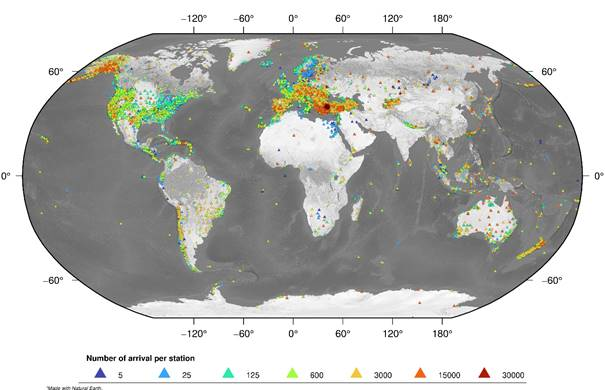 −120° −60° 0° 60° 120° 180°
60° 60°
0° 0°
−60° −60°
−120° −60° 0° 60° 120° 180°
Number of arrival per station
5 25 125 600 3000 15000 30000
*Made with Natural Earth.